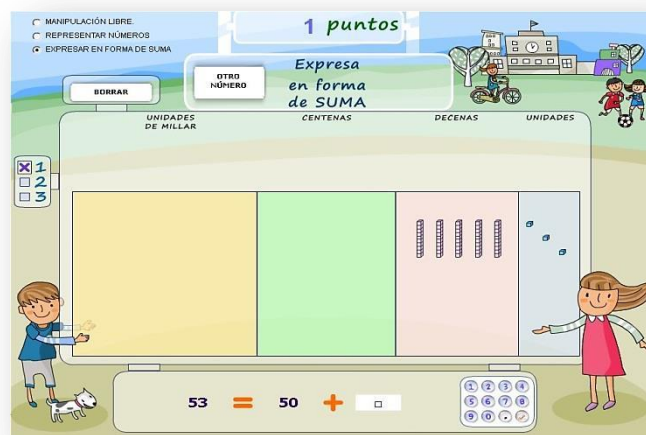 MANIPULACIÓN LIBRE.
REPRESENTAR NÚMEROS
EXPRESAR EN FORMA DE SUMA
1 puntos
BORRAR
OTRO
NÚMERO
Expresa
en forma
de SUMA
UNIDADES
DE MILLAR
CENTENAS
DECENAS
UNIDADES
1
2
3
53 = 50 +
1 2 3 4
5 6 7 8
9 0 .